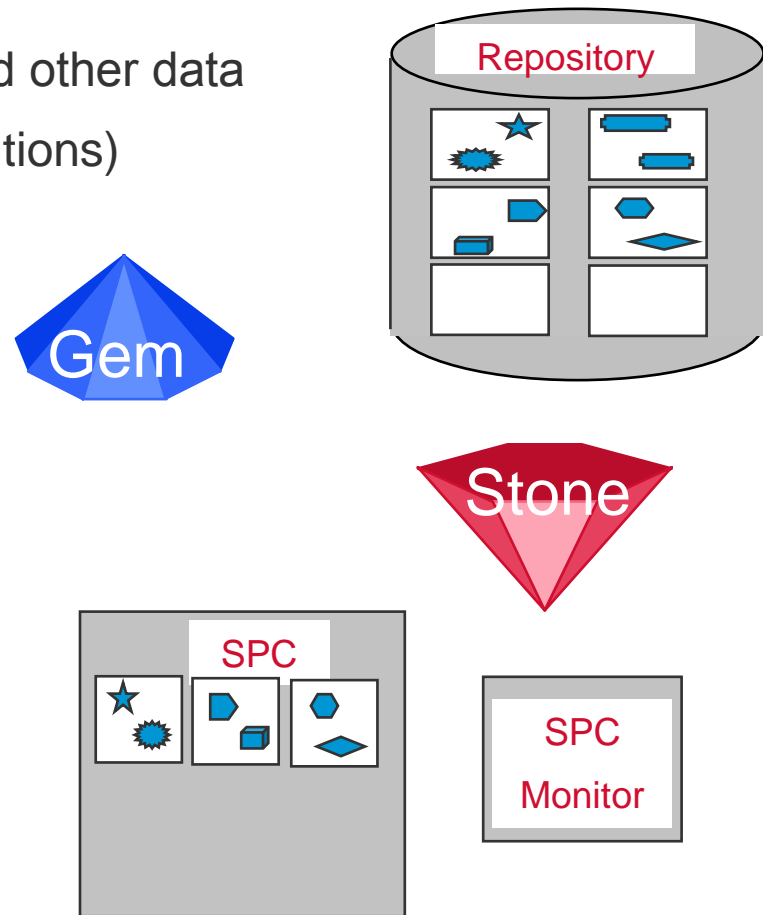 d other data
tions)
Repository
Gem
Stone
SPC
SPC
Monitor